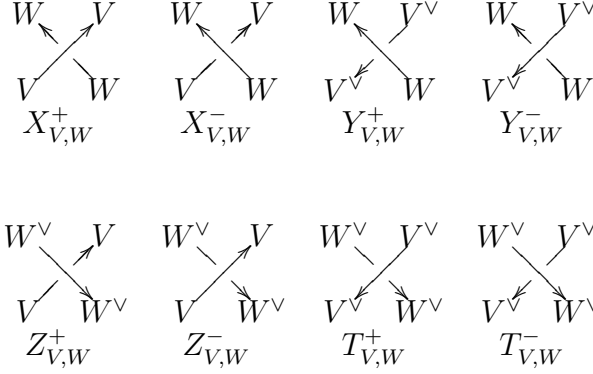 W V W V W V^∨ W V^∨
V W V W V^∨ W V^∨ W
X^+_{V,W} X^-_{V,W} Y^+_{V,W} Y^-_{V,W}
W^∨ V W^∨ V W^∨ V^∨ W^∨ V^∨
V W^∨ V W^∨ V^∨ W^∨ V^∨ W^∨
Z^+_{V,W} Z^-_{V,W} T^+_{V,W} T^-_{V,W}